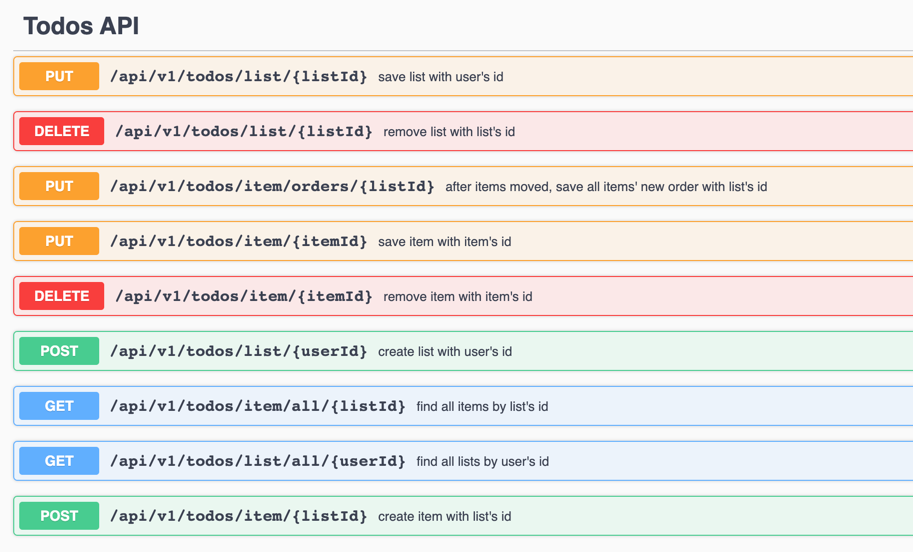 Todos API
PUT /api/v1/todos/list/{listId} save list with user's id
DELETE /api/v1/todos/list/{listId} remove list with list's id
PUT /api/v1/todos/item/orders/{listId} after items moved, save all items' new order with list's id
PUT /api/v1/todos/item/{itemId} save item with item's id
DELETE /api/v1/todos/item/{itemId} remove item with item's id
POST /api/v1/todos/list/{userId} create list with user's id
GET /api/v1/todos/item/all/{listId} find all items by list's id
GET /api/v1/todos/list/all/{userId} find all lists by user's id
POST /api/v1/todos/item/{listId} create item with list's id